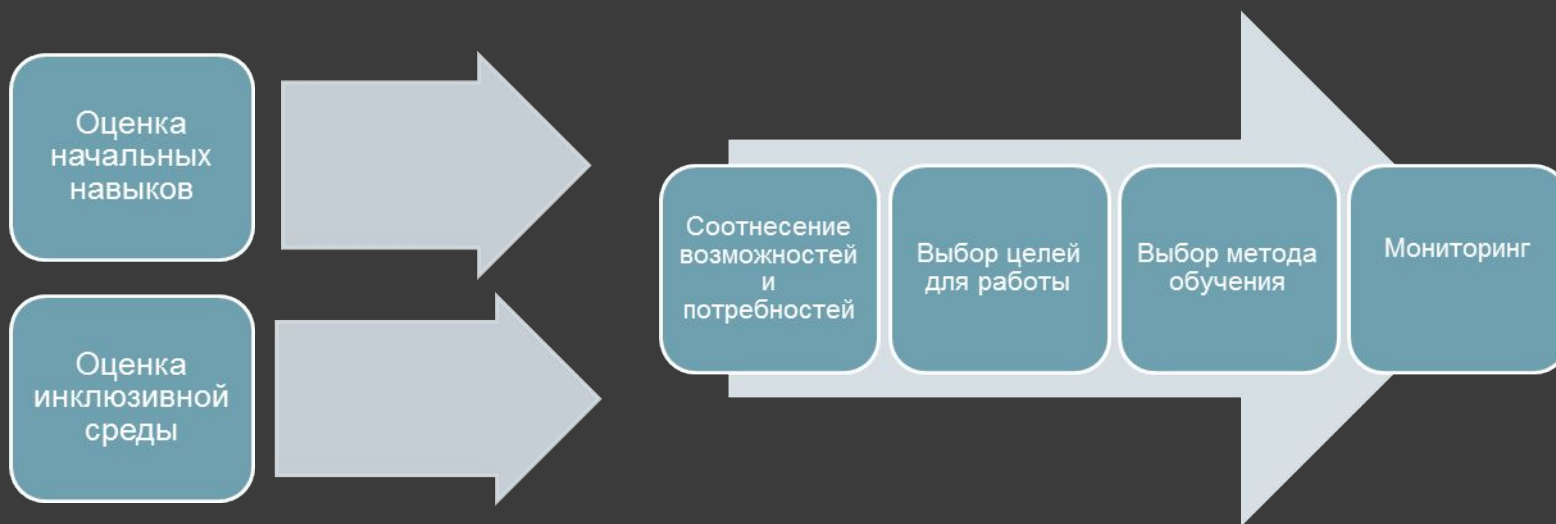 Оценка
начальных
навыков
Оценка
инклюзивной
среды
Соотнесение
возможностей
и
потребностей
Выбор целей
для работы
Выбор метода
обучения
Мониторинг